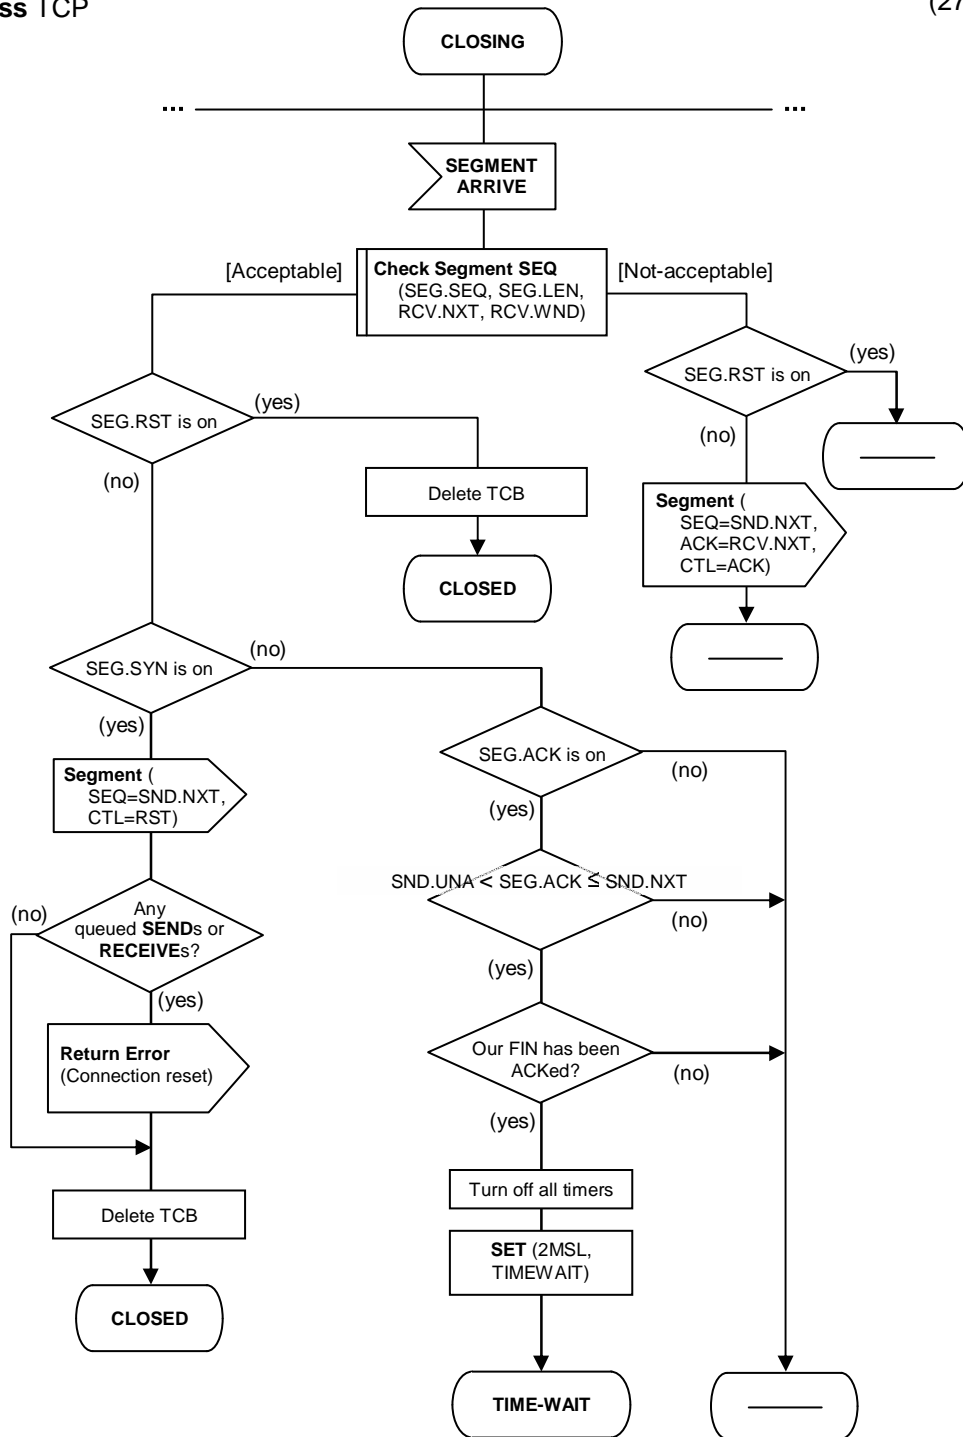 ss TCP
(27
CLOSING
... ...
SEGMENT
ARRIVE
[Acceptable]
Check Segment SEQ
(SEG.SEQ, SEG.LEN,
RCV.NXT, RCV.WND)
[Not-acceptable]
SEG.RST is on
(yes)
(no)
SEG.RST is on
(yes)
(no)
Delete TCB
CLOSED
Segment (
SEQ=SND.NXT,
ACK=RCV.NXT,
CTL=ACK)
SEG.SYN is on
(no)
(yes)
SEG.ACK is on
(no)
(yes)
Segment (
SEQ=SND.NXT,
CTL=RST)
SND.UNA < SEG.ACK ≤ SND.NXT
(no)
(yes)
(no)
Any
queued SENDs or
RECEIVEs?
(yes)
Our FIN has been
ACKed?
(no)
(yes)
Return Error
(Connection reset)
Turn off all timers
Delete TCB
SET (2MSL,
TIMEWAIT)
CLOSED
TIME-WAIT